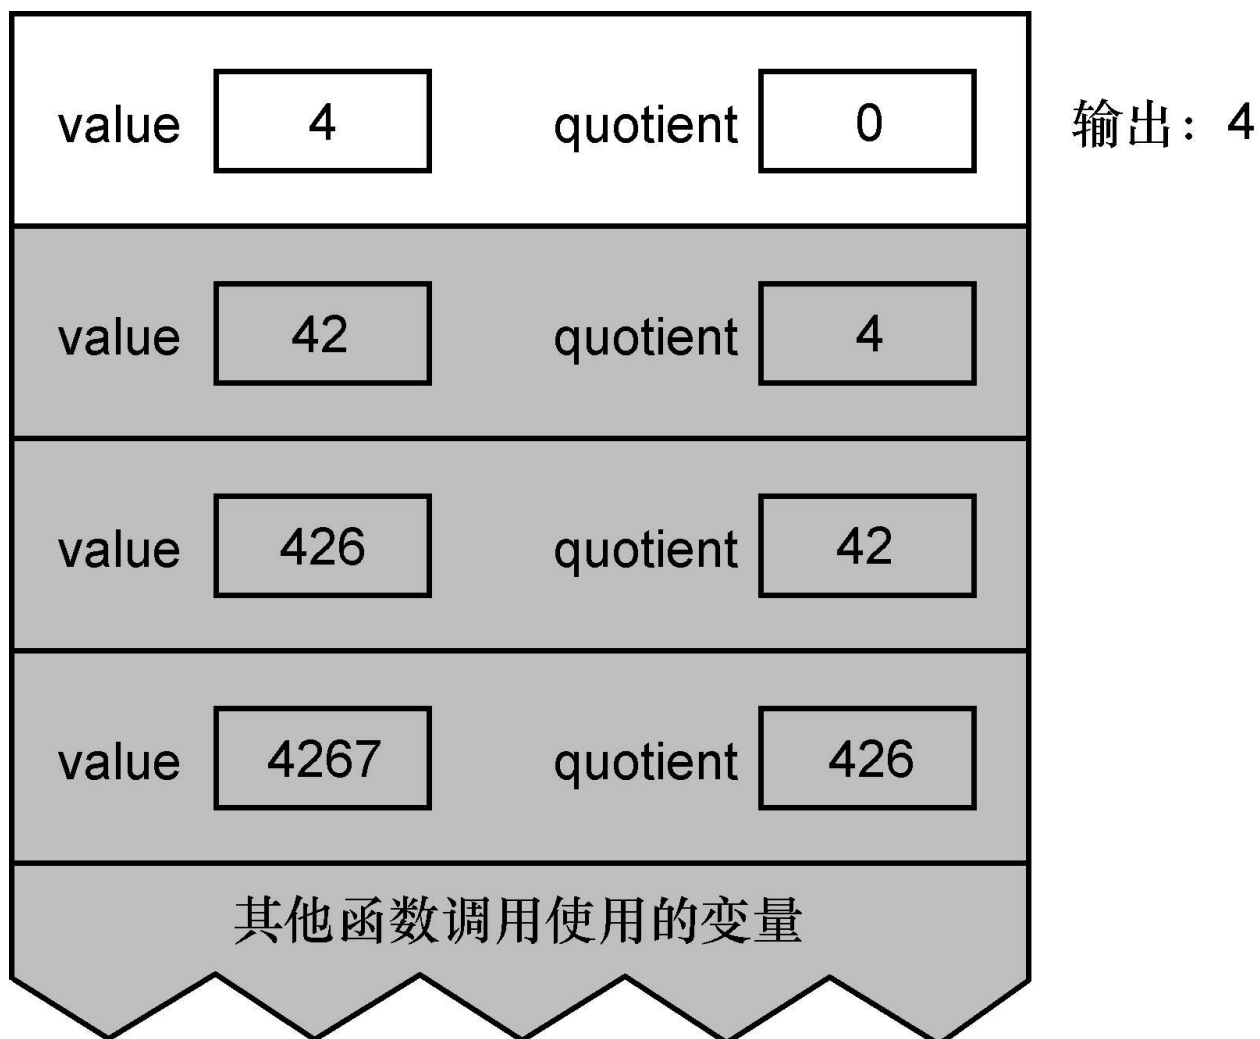 value 4 quotient 0 输出：4
value 42 quotient 4
value 426 quotient 42
value 4267 quotient 426
其他函数调用使用的变量